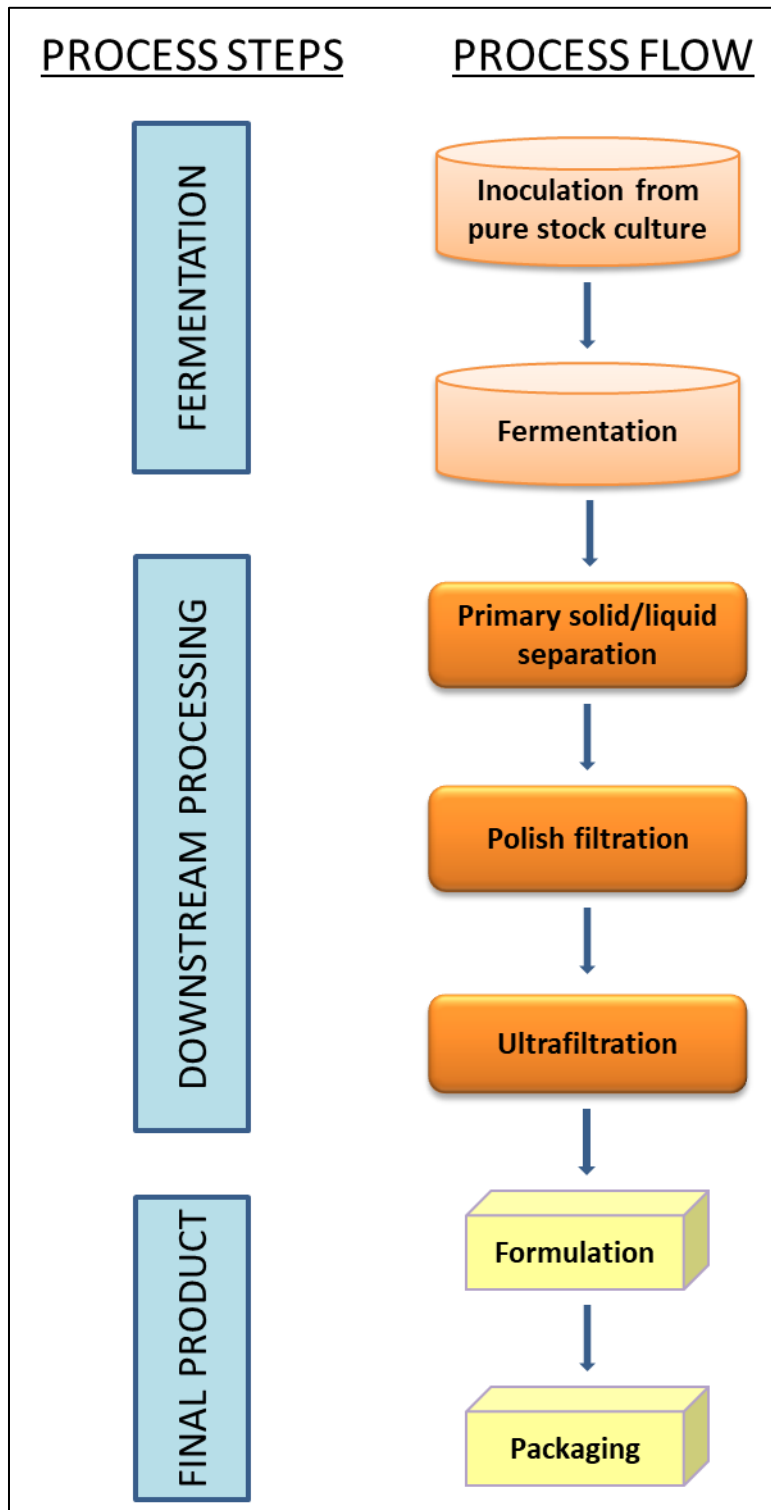 PROCESS STEPS
PROCESS FLOW
FERMENTATION
Inoculation from
pure stock culture
Fermentation
DOWNSTREAM PROCESSING
Primary solid/liquid
separation
Polish filtration
Ultrafiltration
FINAL PRODUCT
Formulation
Packaging